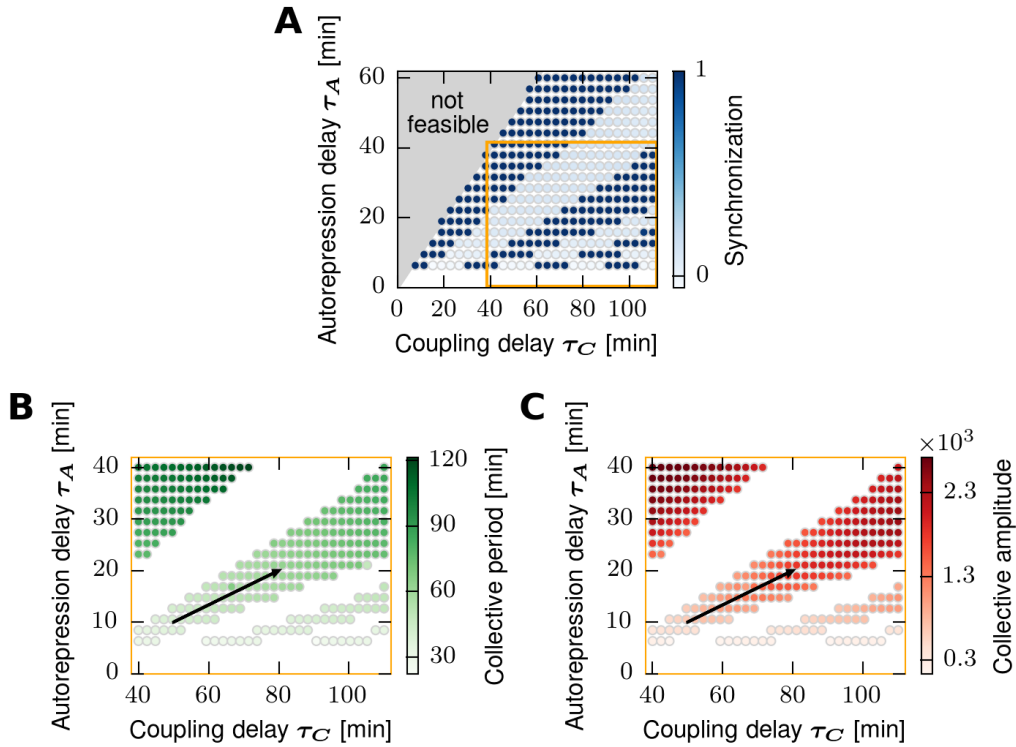 A
Autorepression delay τA [min]
60
40
20
0
not
feasible
0 20 40 60 80 100
Coupling delay τC [min]
1
0
Synchronization
B
Autorepression delay τA [min]
40
30
20
10
0
40 60 80 100
Coupling delay τC [min]
120
90
60
30
Collective period [min]
C
Autorepression delay τA [min]
40
30
20
10
0
40 60 80 100
Coupling delay τC [min]
×10³
2.3
1.3
0.3
Collective amplitude